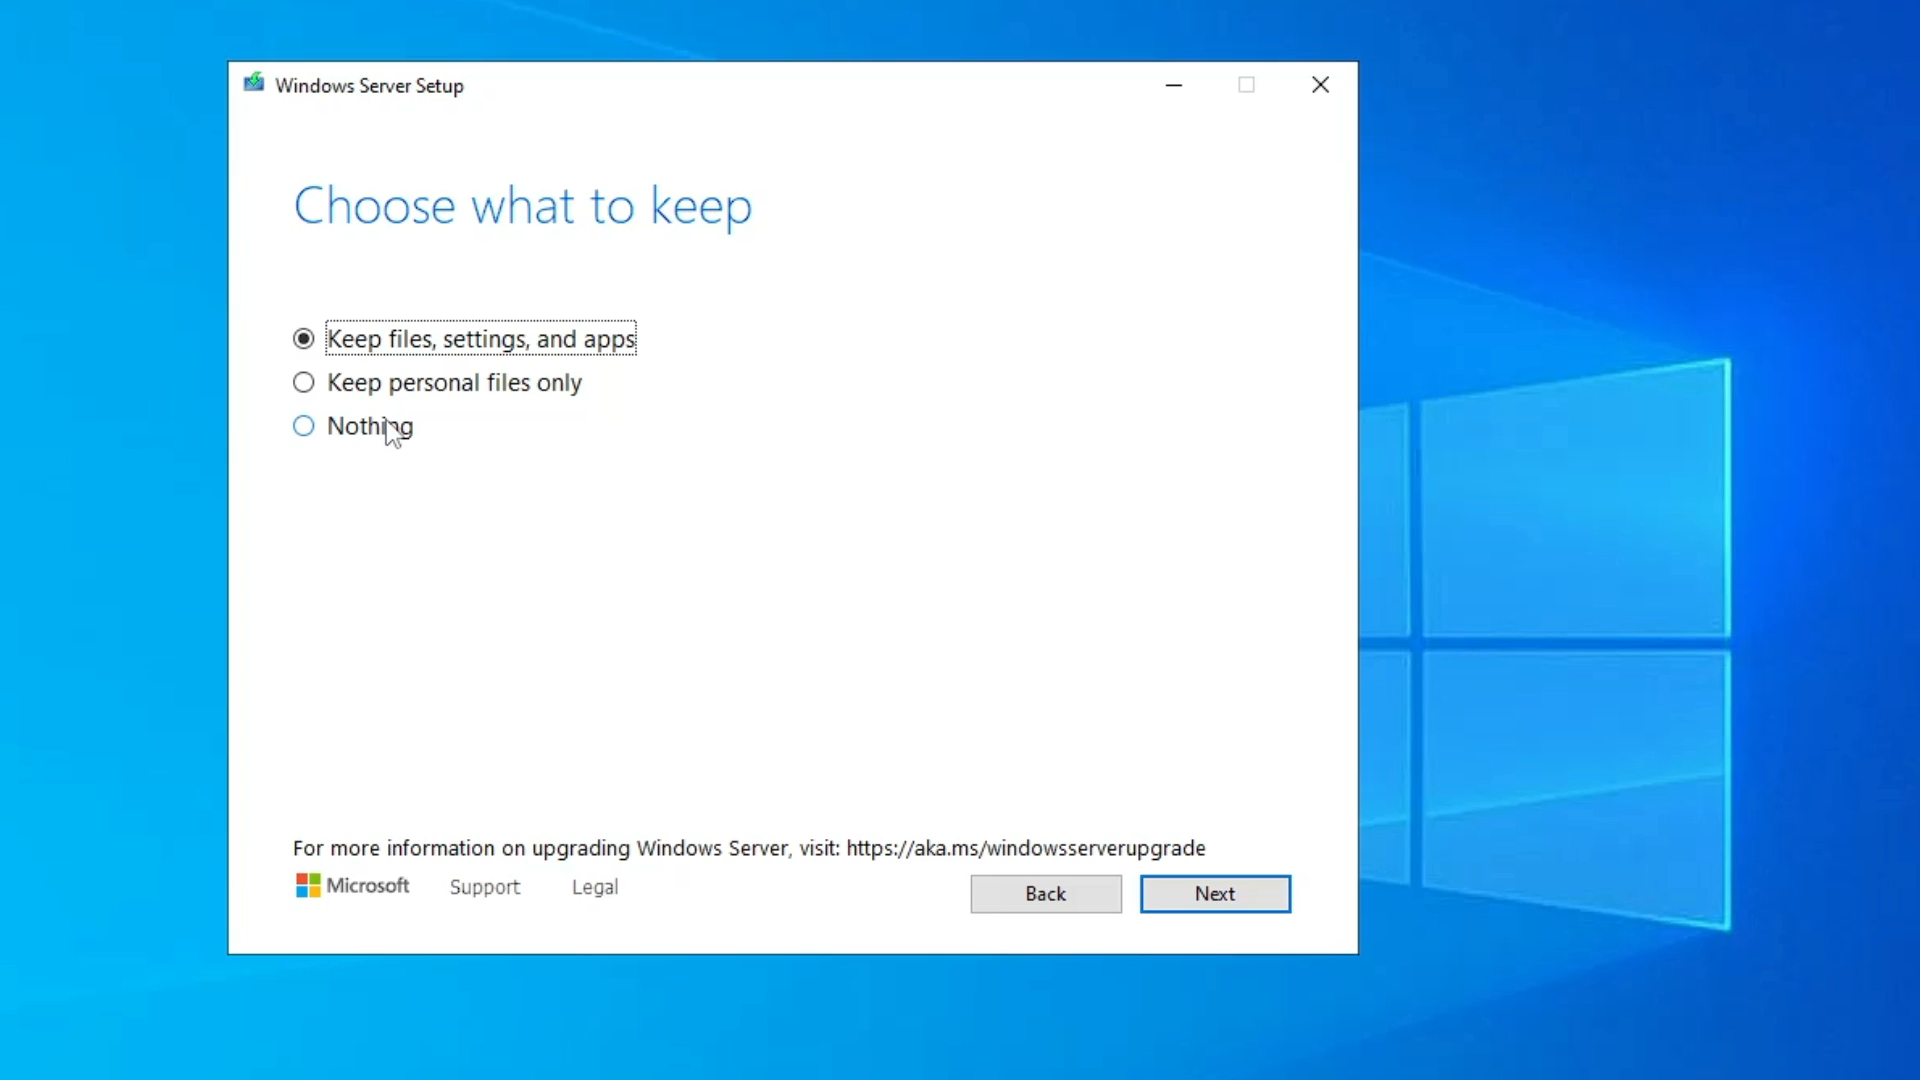 Windows Server Setup
Choose what to keep
Keep files, settings, and apps
Keep personal files only
Nothing
For more information on upgrading Windows Server, visit: https://aka.ms/windowsserverupgrade
Microsoft Support Legal
Back Next